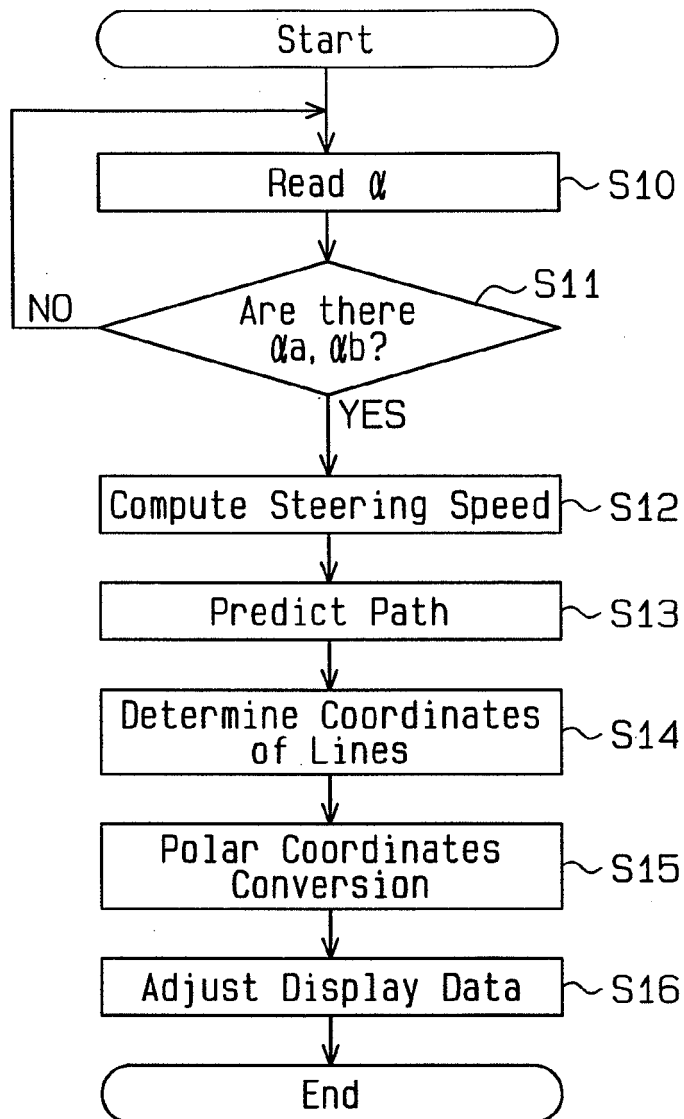 Start
Read α S10
S11
Are there
αa, αb?
NO
YES
Compute Steering Speed S12
Predict Path S13
Determine Coordinates
of Lines S14
Polar Coordinates
Conversion S15
Adjust Display Data S16
End